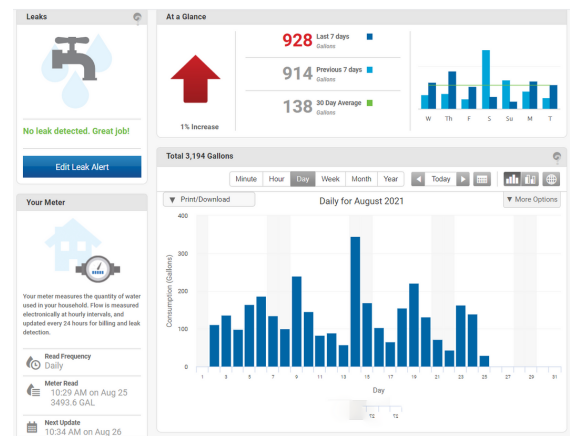 Leaks
No leak detected. Great job!
Edit Leak Alert
Your Meter
Your meter measures the quantity of water
used in your household. Flow is measured
electronically at hourly intervals, and
updated every 24 hours for billing and leak
detection.
Read Frequency
Daily
Meter Read
10:29 AM on Aug 25
3493.6 GAL
Next Update
10:34 AM on Aug 26
At a Glance
1% Increase
928 Last 7 days
Gallons
914 Previous 7 days
Gallons
138 30 Day Average
Gallons
W Th F S Su M T
Total 3,194 Gallons
Minute Hour Day Week Month Year Today
Print/Download
Daily for August 2021
More Options
Consumption (Gallons)
400
300
200
100
0
1 3 5 7 9 11 13 15 17 19 21 23 25 27 29 31
Day
72 72